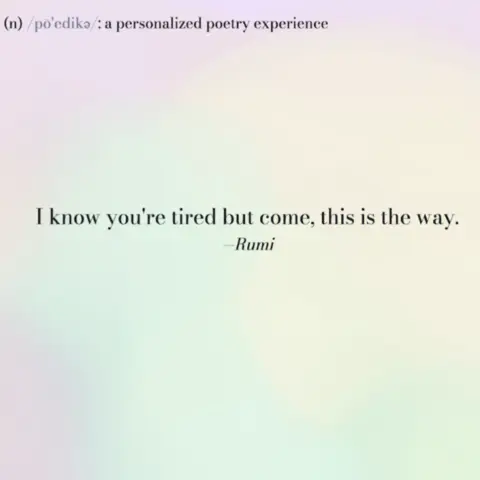 (n) /po'edikə/: a personalized poetry experience
I know you're tired but come, this is the way.
—Rumi